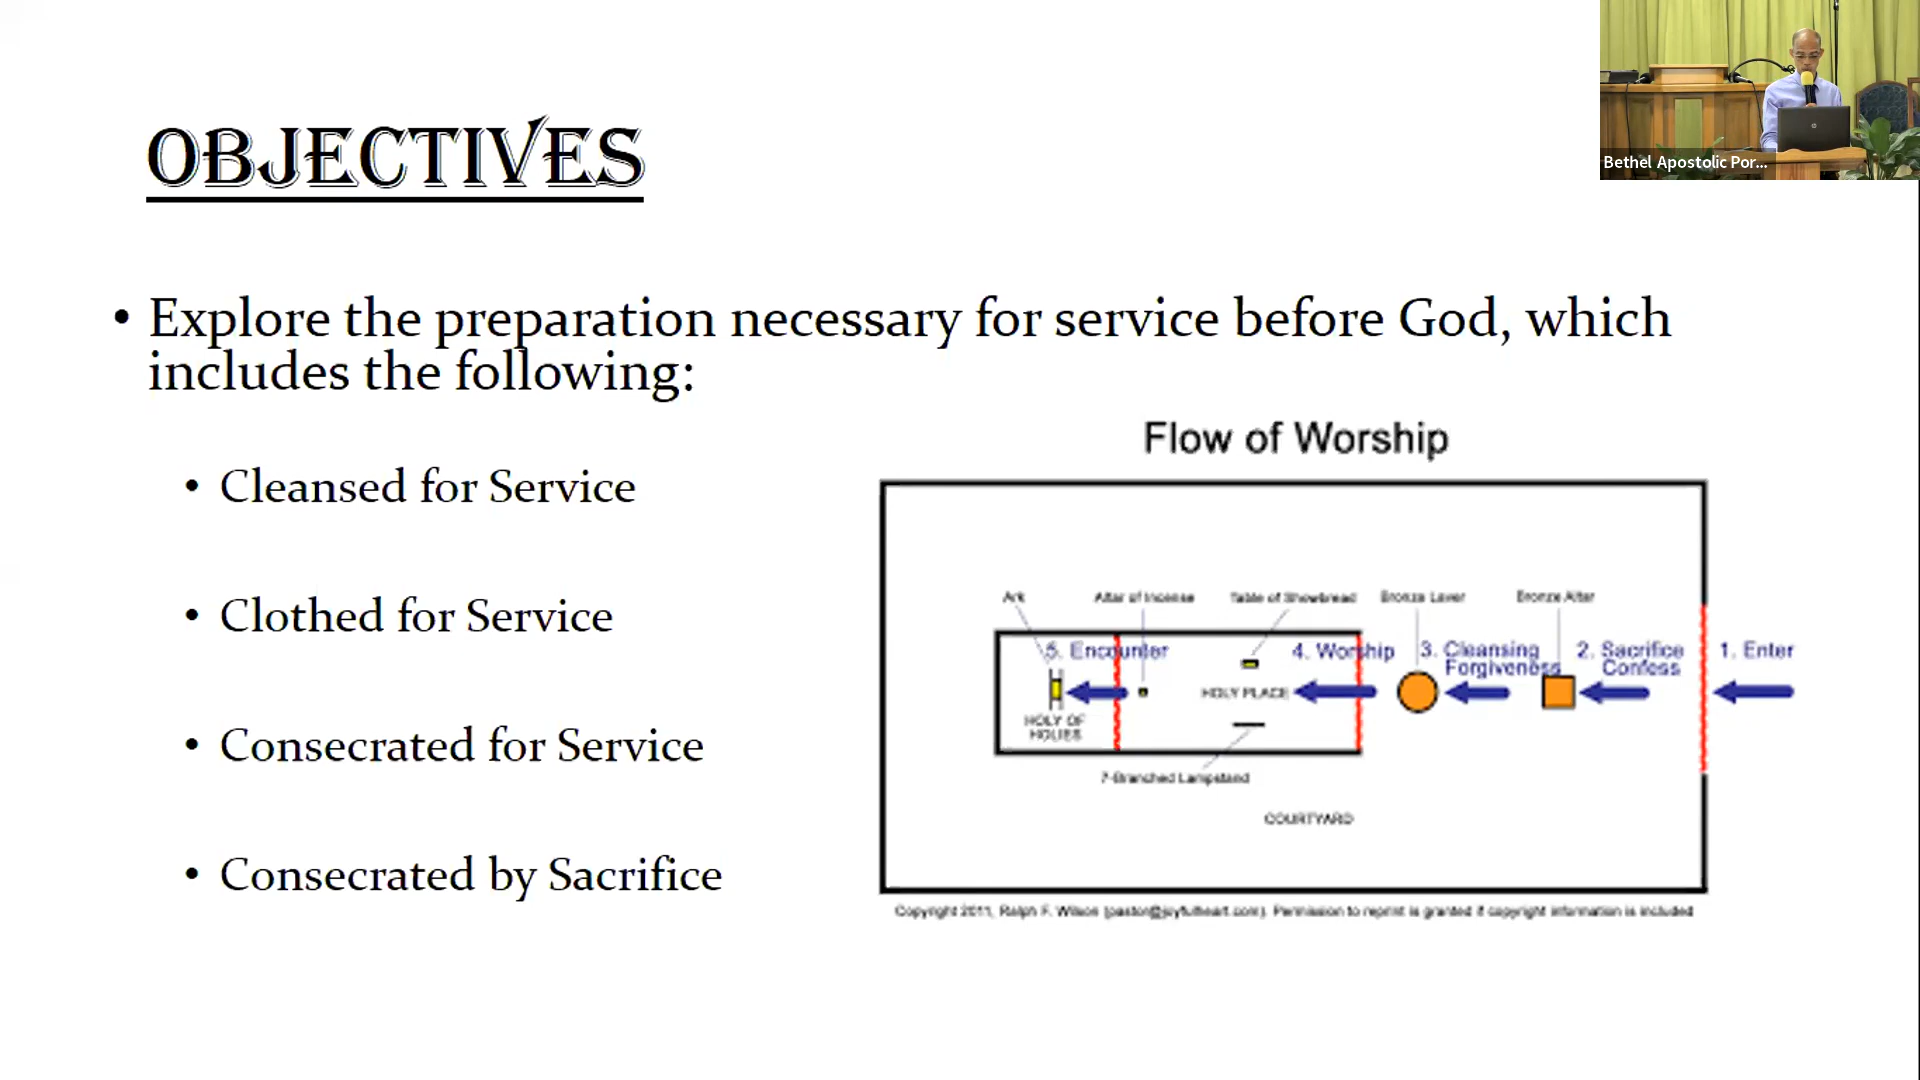 OBJECTIVES
Bethel Apostolic Por...
• Explore the preparation necessary for service before God, which
includes the following:
• Cleansed for Service
• Clothed for Service
• Consecrated for Service
• Consecrated by Sacrifice
Flow of Worship
Ark
Altar of Incense
Table of Showbread
Bronze Laver
Bronze Alter
5. Encounter
4. Worship
3. Cleansing
Forgiveness
2. Sacrifice
Confess
1. Enter
HOLY PLACE
HOLY OF
HOLIES
7-Branched Lampstand
COURTYARD
Copyright 2011, Ralph F. Wilson (pastor@joyfulheart.com). Permission to reprint is granted if copyright information is included